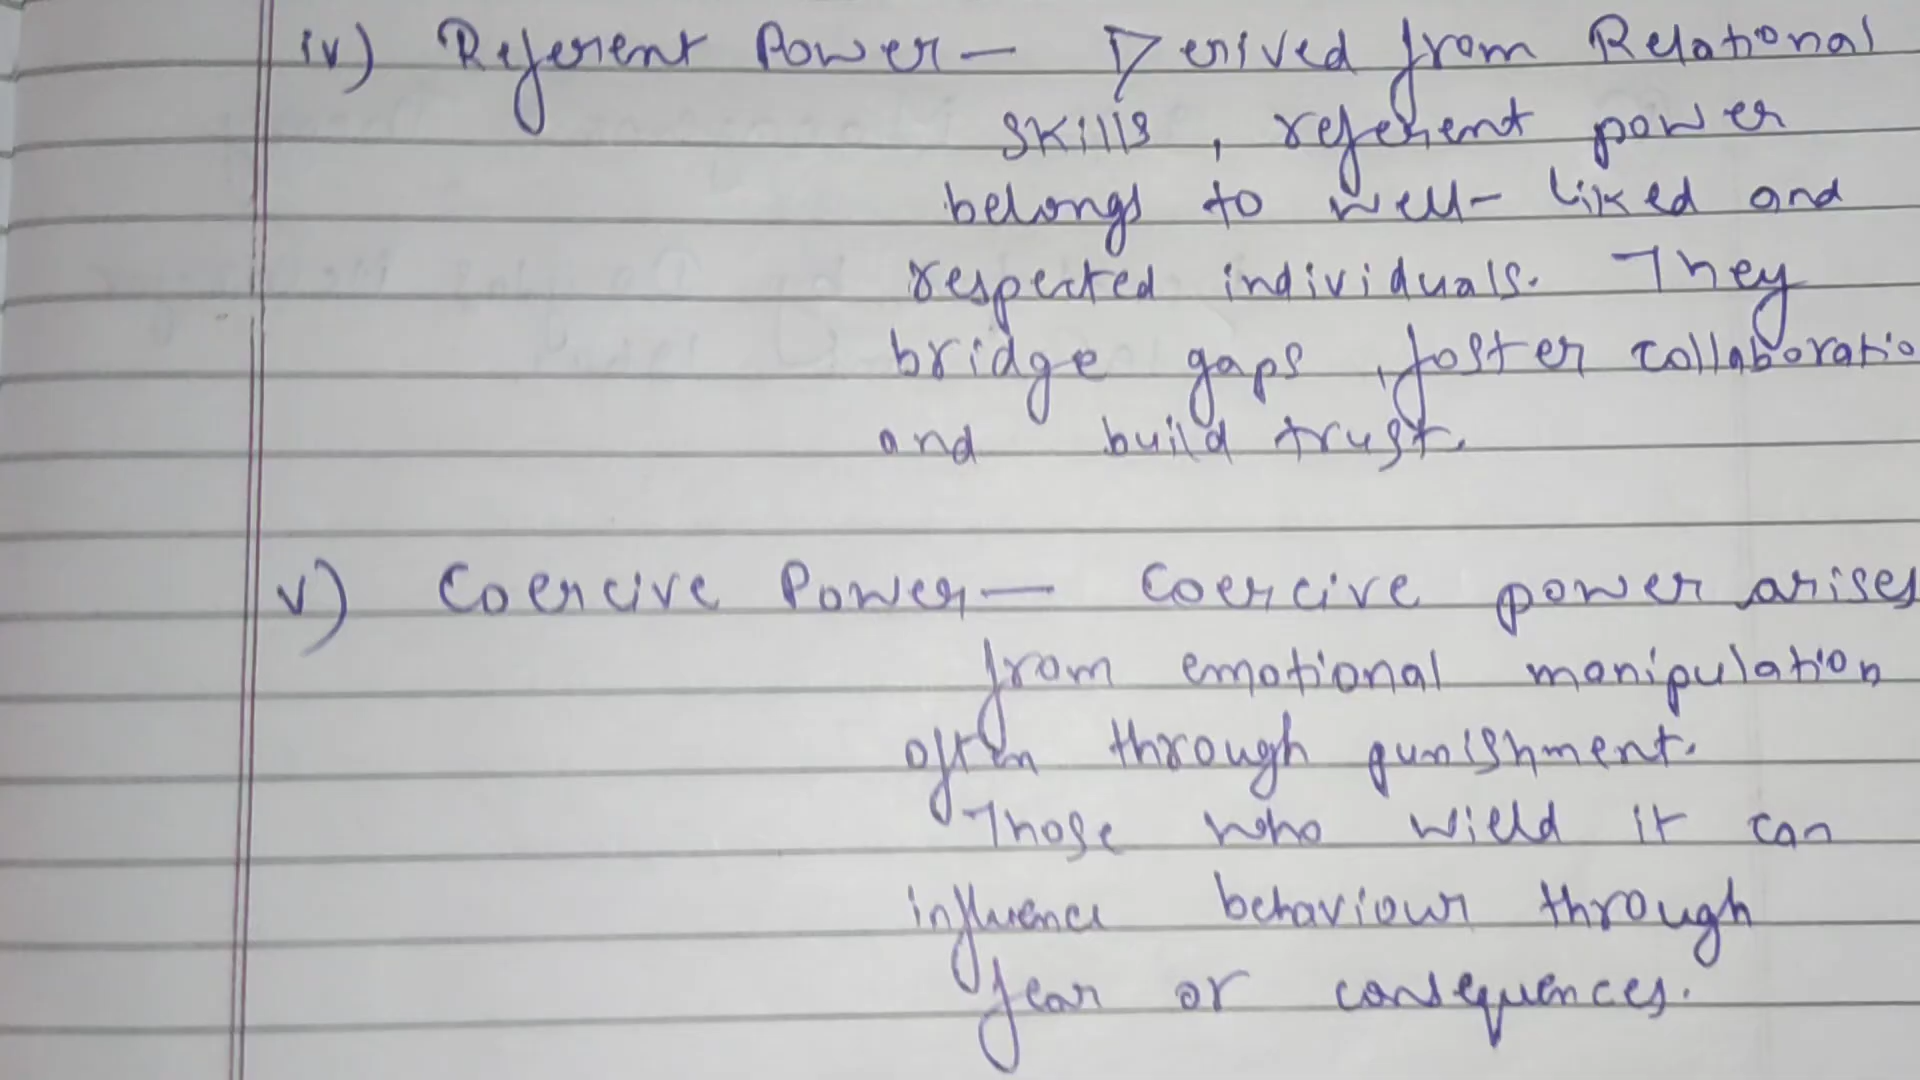 iv) Referent Power — Derived from Relational
skills, referent power
belongs to well-liked and
respected individuals. They
bridge gaps, foster collaboratio
and build trust.
v) Coercive Power — Coercive power arises
from emotional manipulation
often through punishment.
Those who wield it can
influence behaviour through
fear or consequences.